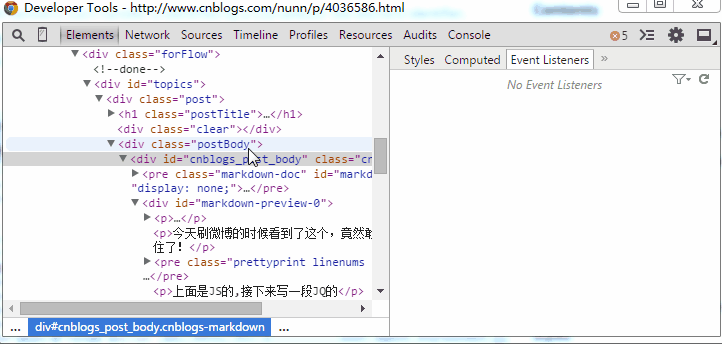 Developer Tools - http://www.cnblogs.com/nunn/p/4036586.html
Elements Network Sources Timeline Profiles Resources Audits Console 5
Styles Computed Event Listeners »
No Event Listeners
<div class="forFlow">
<!--done-->
<div id="topics">
<div class="post">
<h1 class="postTitle">…</h1>
<div class="clear"></div>
<div class="postBody">
<div id="cnblogs_post_body" class="cn
<pre class="markdown-doc" id="markd
"display: none;">…</pre>
<div id="markdown-preview-0">
<p>…</p>
<p>今天刷微博的时候看到了这个，竟然敢
住了！</p>
<pre class="prettyprint linenums
…</pre>
<p>上面是JS的,接下来写一段JQ的</p>
... div#cnblogs_post_body.cnblogs-markdown ...